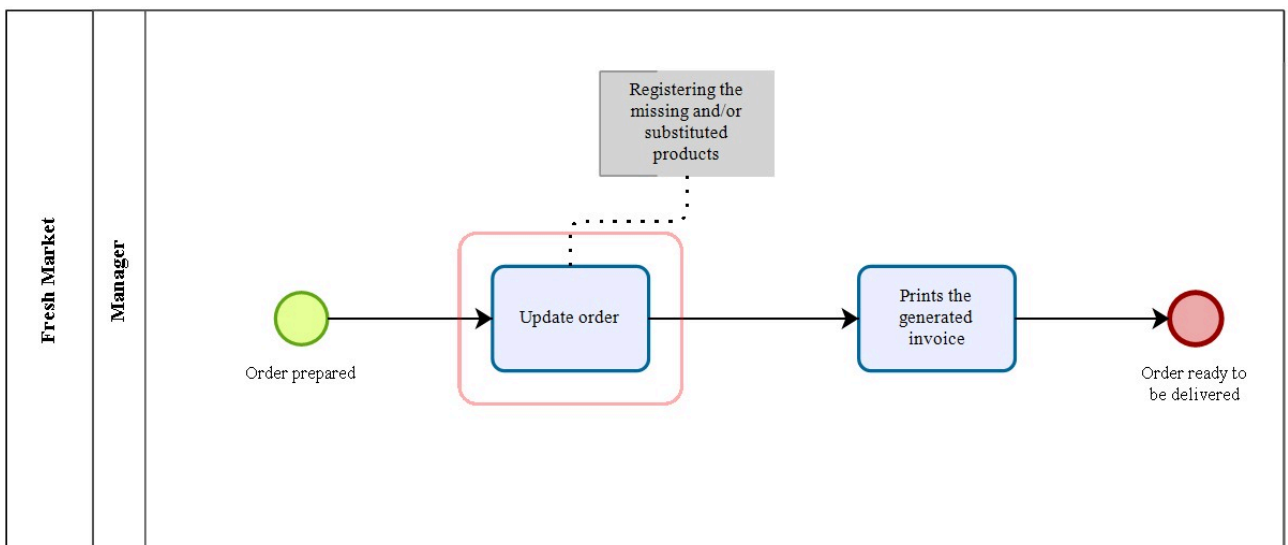 Fresh Market
Manager
Registering the
missing and/or
substituted
products
Order prepared
Update order
Prints the
generated
invoice
Order ready to
be delivered